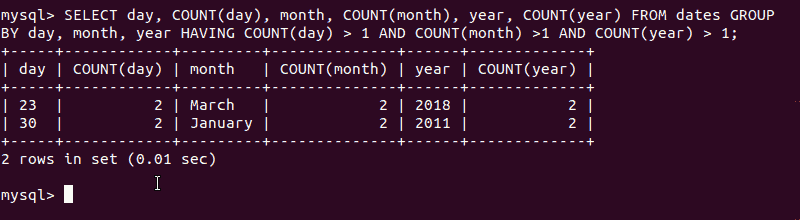 mysql> SELECT day, COUNT(day), month, COUNT(month), year, COUNT(year) FROM dates GROUP
BY day, month, year HAVING COUNT(day) > 1 AND COUNT(month) >1 AND COUNT(year) > 1;
+-----+------------+---------+--------------+------+-------------+
| day | COUNT(day) | month   | COUNT(month) | year | COUNT(year) |
+-----+------------+---------+--------------+------+-------------+
| 23  |          2 | March   |            2 | 2018 |           2 |
| 30  |          2 | January |            2 | 2011 |           2 |
+-----+------------+---------+--------------+------+-------------+
2 rows in set (0.01 sec)
mysql>